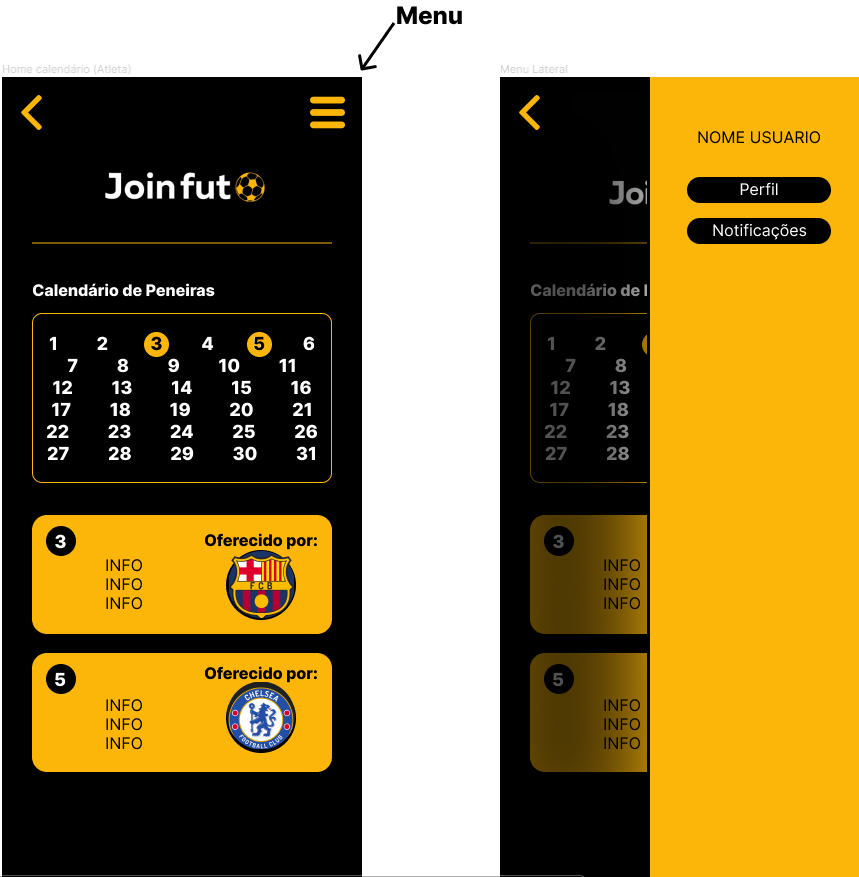 Menu
Home calendário (Atleta)
Join fut
Calendário de Peneiras
1 2 3 4 5 6
7 8 9 10 11
12 13 14 15 16
17 18 19 20 21
22 23 24 25 26
27 28 29 30 31
3 Oferecido por:
INFO
INFO
INFO
FCB
5 Oferecido por:
CHELSEA
INFO
INFO
INFO
FOOTBALL CLUB
Menu Lateral
NOME USUARIO
Perfil
Notificações
Joi
Calendário de
1 2
7 8
12 13
17 18
22 23
27 28
3
INFO
INFO
INFO
5
INFO
INFO
INFO